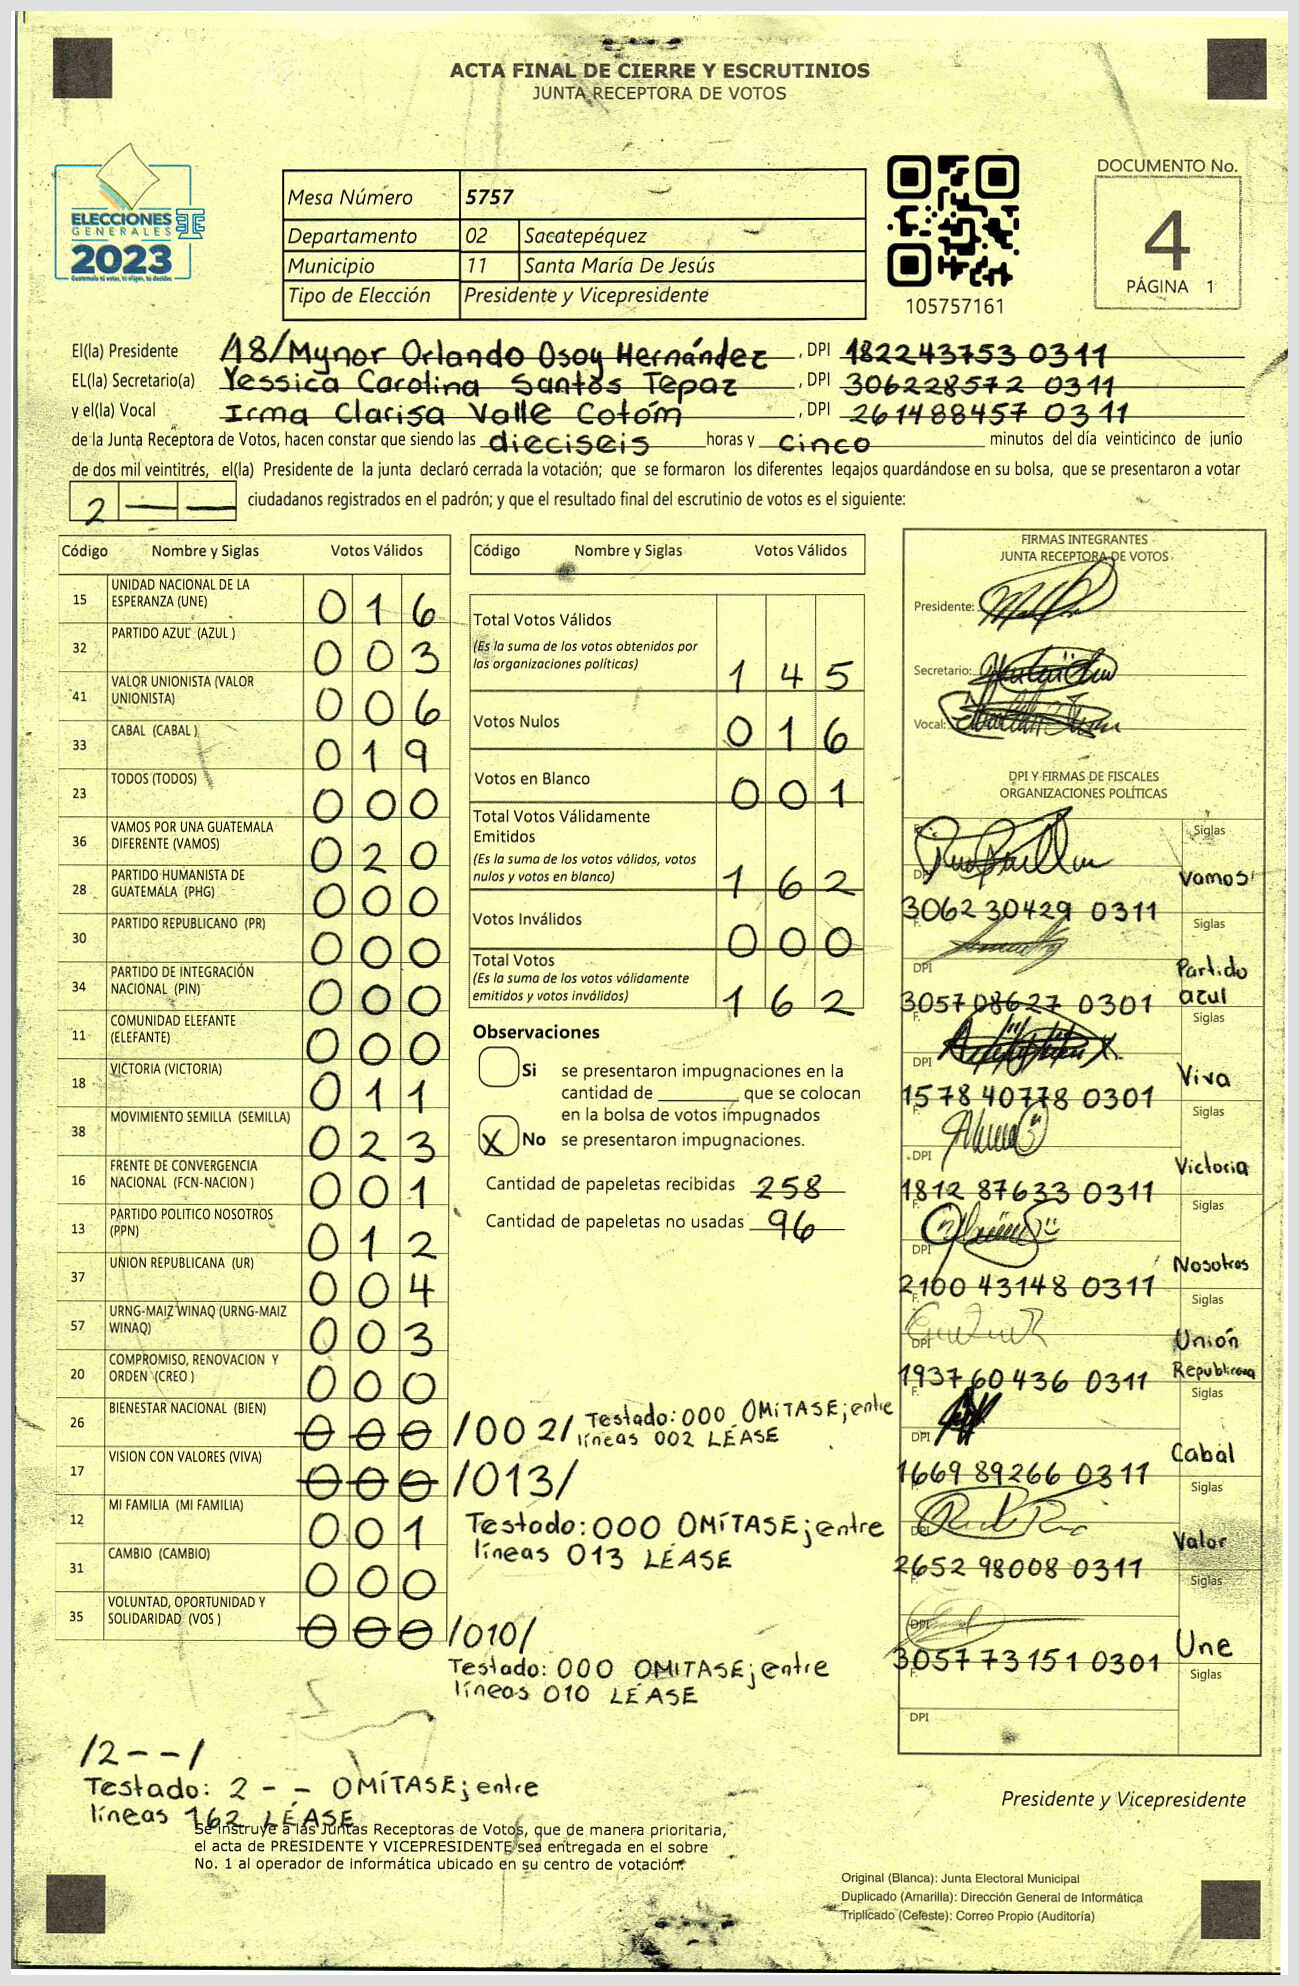 ACTA FINAL DE CIERRE Y ESCRUTINIOS
JUNTA RECEPTORA DE VOTOS
ELECCIONES
GENERALES
2023
Mesa Número 5757
Departamento 02 Sacatepéquez
Municipio 11 Santa María De Jesús
Tipo de Elección Presidente y Vicepresidente
105757161
DOCUMENTO No.
4
PÁGINA 1
El(la) Presidente 18/Mynor Orlando Osoy Hernández, DPI 182243753 0311
EL(la) Secretario(a) Yessica Carolina Santos Tepaz, DPI 306228572 0311
y el(la) Vocal Irma Clarisa Valle Cotóm, DPI 261488457 0311
de la Junta Receptora de Votos, hacen constar que siendo las dieciseis horas y cinco minutos del día veinticinco de junio
de dos mil veintitrés, el(la) Presidente de la junta declaró cerrada la votación; que se formaron los diferentes legajos quardándose en su bolsa, que se presentaron a votar
2 — — ciudadanos registrados en el padrón; y que el resultado final del escrutinio de votos es el siguiente:
Código Nombre y Siglas Votos Válidos
15 UNIDAD NACIONAL DE LA ESPERANZA (UNE) 0 1 6
32 PARTIDO AZUL (AZUL ) 0 0 3
41 VALOR UNIONISTA (VALOR UNIONISTA) 0 0 6
33 CABAL (CABAL ) 0 1 9
23 TODOS (TODOS) 0 0 0
36 VAMOS POR UNA GUATEMALA DIFERENTE (VAMOS) 0 2 0
28 PARTIDO HUMANISTA DE GUATEMALA (PHG) 0 0 0
30 PARTIDO REPUBLICANO (PR) 0 0 0
34 PARTIDO DE INTEGRACIÓN NACIONAL (PIN) 0 0 0
11 COMUNIDAD ELEFANTE (ELEFANTE) 0 0 0
18 VICTORIA (VICTORIA) 0 1 1
38 MOVIMIENTO SEMILLA (SEMILLA) 0 2 3
16 FRENTE DE CONVERGENCIA NACIONAL (FCN-NACION ) 0 0 1
13 PARTIDO POLITICO NOSOTROS (PPN) 0 1 2
37 UNION REPUBLICANA (UR) 0 0 4
57 URNG-MAIZ WINAQ (URNG-MAIZ WINAQ) 0 0 3
20 COMPROMISO, RENOVACION Y ORDEN (CREO ) 0 0 0
26 BIENESTAR NACIONAL (BIEN) 0 0 0 /002/ Testado: 000 OMíTASE; entre
líneas 002 LÉASE
17 VISION CON VALORES (VIVA) 0 0 0 /013/
Testado: 000 OMíTASE; entre
líneas 013 LÉASE
12 MI FAMILIA (MI FAMILIA) 0 0 1
31 CAMBIO (CAMBIO) 0 0 0
35 VOLUNTAD, OPORTUNIDAD Y SOLIDARIDAD (VOS ) 0 0 0 /010/
Testado: 000 OMITASE; entre
líneas 010 LÉASE
Código Nombre y Siglas Votos Válidos
Total Votos Válidos 1 4 5
(Es la suma de los votos obtenidos por
las organizaciones políticas)
Votos Nulos 0 1 6
Votos en Blanco 0 0 1
Total Votos Válidamente
Emitidos 1 6 2
(Es la suma de los votos válidos, votos
nulos y votos en blanco)
Votos Inválidos 0 0 0
Total Votos 1 6 2
(Es la suma de los votos válidamente
emitidos y votos inválidos)
Observaciones
Si se presentaron impugnaciones en la
cantidad de ________ que se colocan
en la bolsa de votos impugnados
X No se presentaron impugnaciones.
Cantidad de papeletas recibidas 258
Cantidad de papeletas no usadas 96
FIRMAS INTEGRANTES
JUNTA RECEPTORA DE VOTOS
Presidente:
Secretario:
Vocal:
DPI Y FIRMAS DE FISCALES
ORGANIZACIONES POLÍTICAS
F. Siglas
DPI 3062 30429 0311 Vamos
F. Siglas
DPI 3057 08627 0301 Partido azul
F. Siglas
DPI 1578 40778 0301 Viva
F. Siglas
DPI 1812 87633 0311 Victoria
F. Siglas
DPI 2100 43148 0311 Nosotros
F. Siglas
DPI 1937 60436 0311 Unión Republicana
F. Siglas
DPI 1669 89266 0311 Cabal
F. Siglas
DPI 2652 98008 0311 Valor
F. Siglas
DPI 3057 73151 0301 Une
F. Siglas
DPI
/2--/
Testado: 2 - - OMÍTASE; entre
líneas 162 LÉASE
Se instruye a las Juntas Receptoras de Votos, que de manera prioritaria,
el acta de PRESIDENTE Y VICEPRESIDENTE sea entregada en el sobre
No. 1 al operador de informática ubicado en su centro de votación.
Presidente y Vicepresidente
Original (Blanca): Junta Electoral Municipal
Duplicado (Amarilla): Dirección General de Informática
Triplicado (Celeste): Correo Propio (Auditoría)